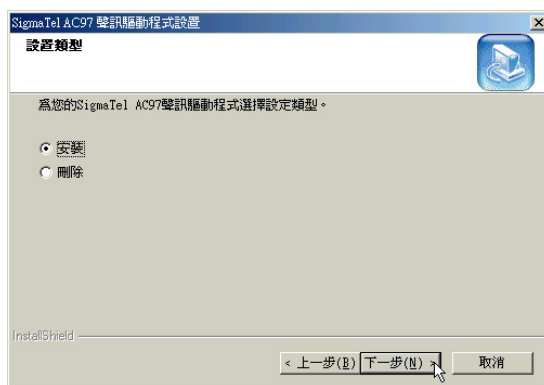 SigmaTel AC97 聲訊驅動程式設置
設置類型
為您的SigmaTel AC97聲訊驅動程式選擇設定類型。
安裝
刪除
InstallShield
< 上一步(B)
下一步(N) >
取消